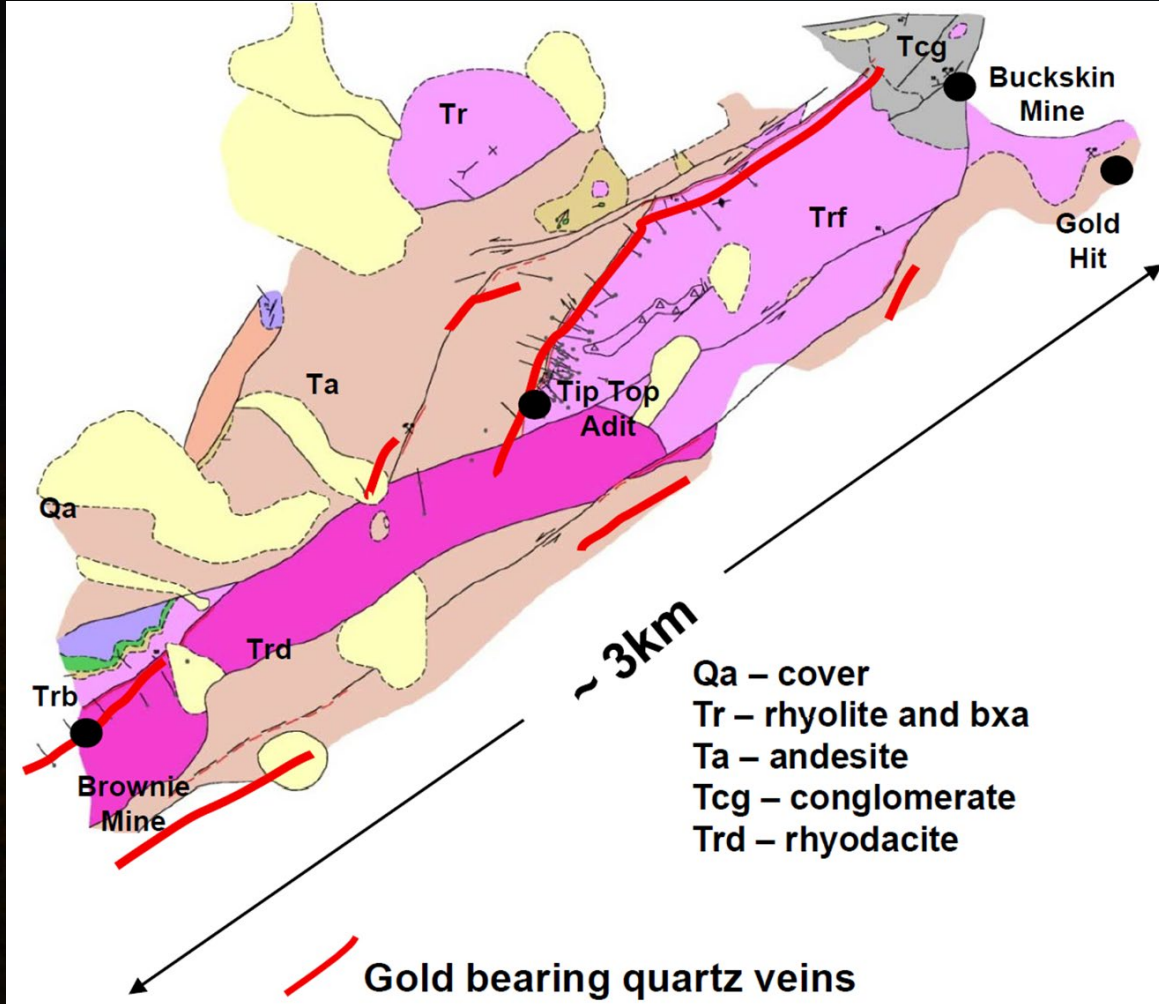 Tcg
Buckskin
Mine
Tr
Trf
Gold
Hit
Ta
Tip Top
Adit
Qa
~ 3km
Trd
Trb
Brownie
Mine
Qa – cover
Tr – rhyolite and bxa
Ta – andesite
Tcg – conglomerate
Trd – rhyodacite
Gold bearing quartz veins